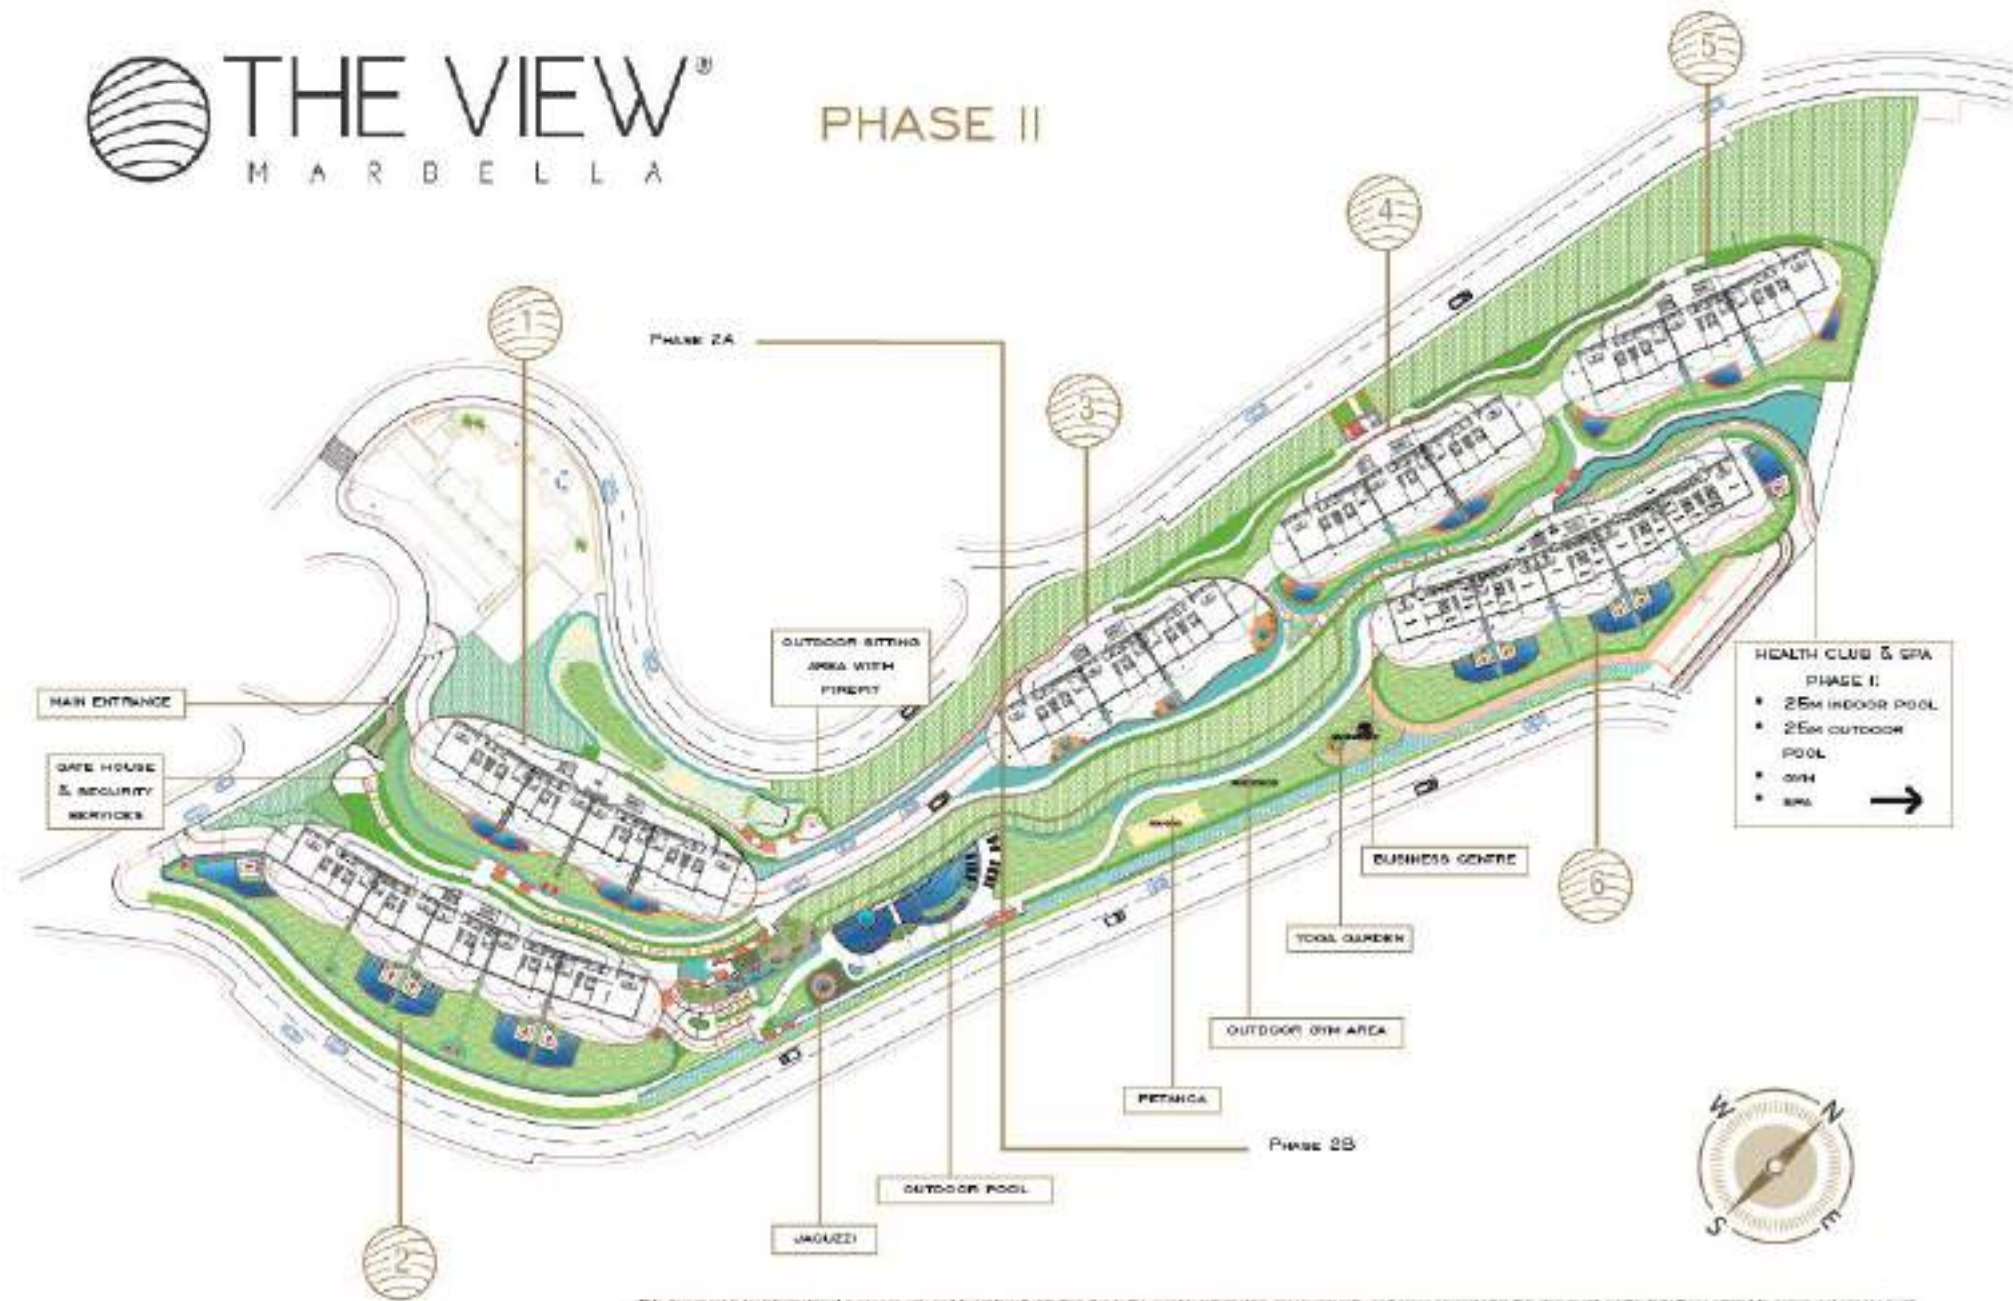 THE VIEW®
MARBELLA
PHASE II
5
4
1
PHASE 2A
3
OUTDOOR SITTING
AREA WITH
FIREPIT
MAIN ENTRANCE
GATE HOUSE
& SECURITY
SERVICES
HEALTH CLUB & SPA
PHASE II:
• 25M INDOOR POOL
• 25M OUTDOOR
POOL
• GYM
• SPA
BUSINESS CENTRE
6
YOGA GARDEN
OUTDOOR GYM AREA
PETANCA
PHASE 2B
OUTDOOR POOL
JACUZZI
2
W
N
S
E